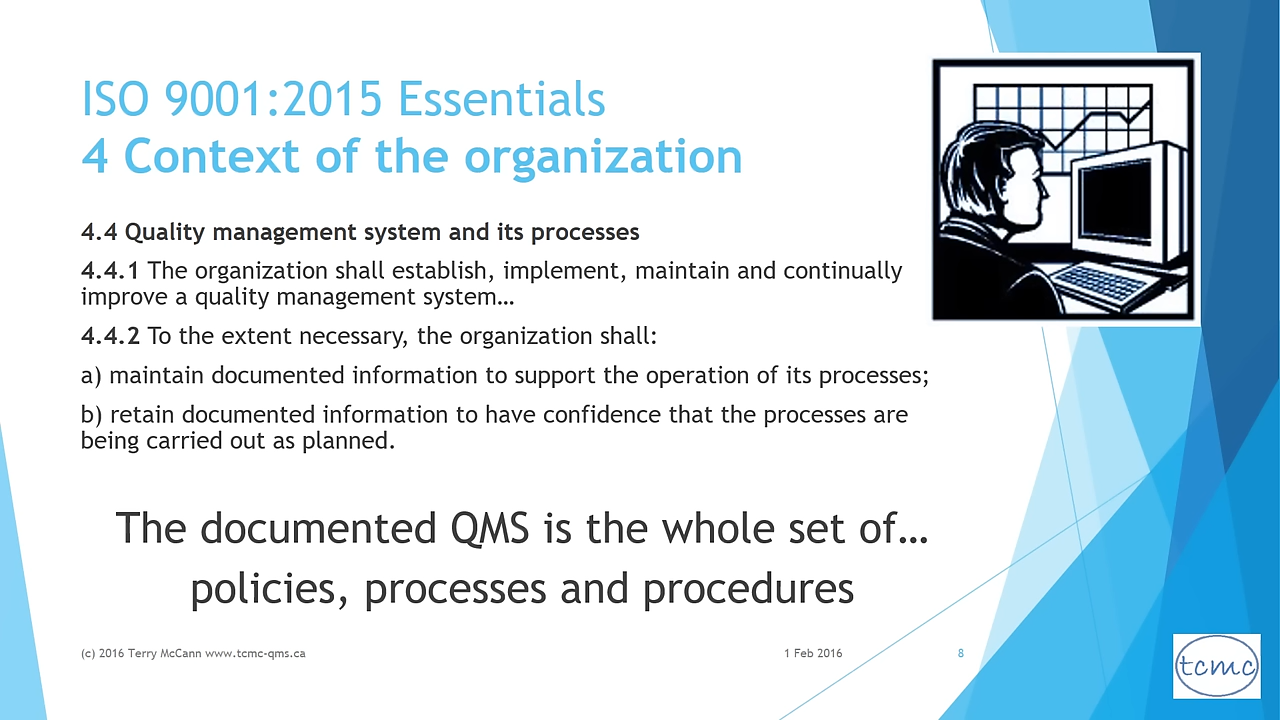 ISO 9001:2015 Essentials
4 Context of the organization
4.4 Quality management system and its processes
4.4.1 The organization shall establish, implement, maintain and continually
improve a quality management system…
4.4.2 To the extent necessary, the organization shall:
a) maintain documented information to support the operation of its processes;
b) retain documented information to have confidence that the processes are
being carried out as planned.
The documented QMS is the whole set of…
policies, processes and procedures
(c) 2016 Terry McCann www.tcmc-qms.ca
1 Feb 2016
8
tcmc